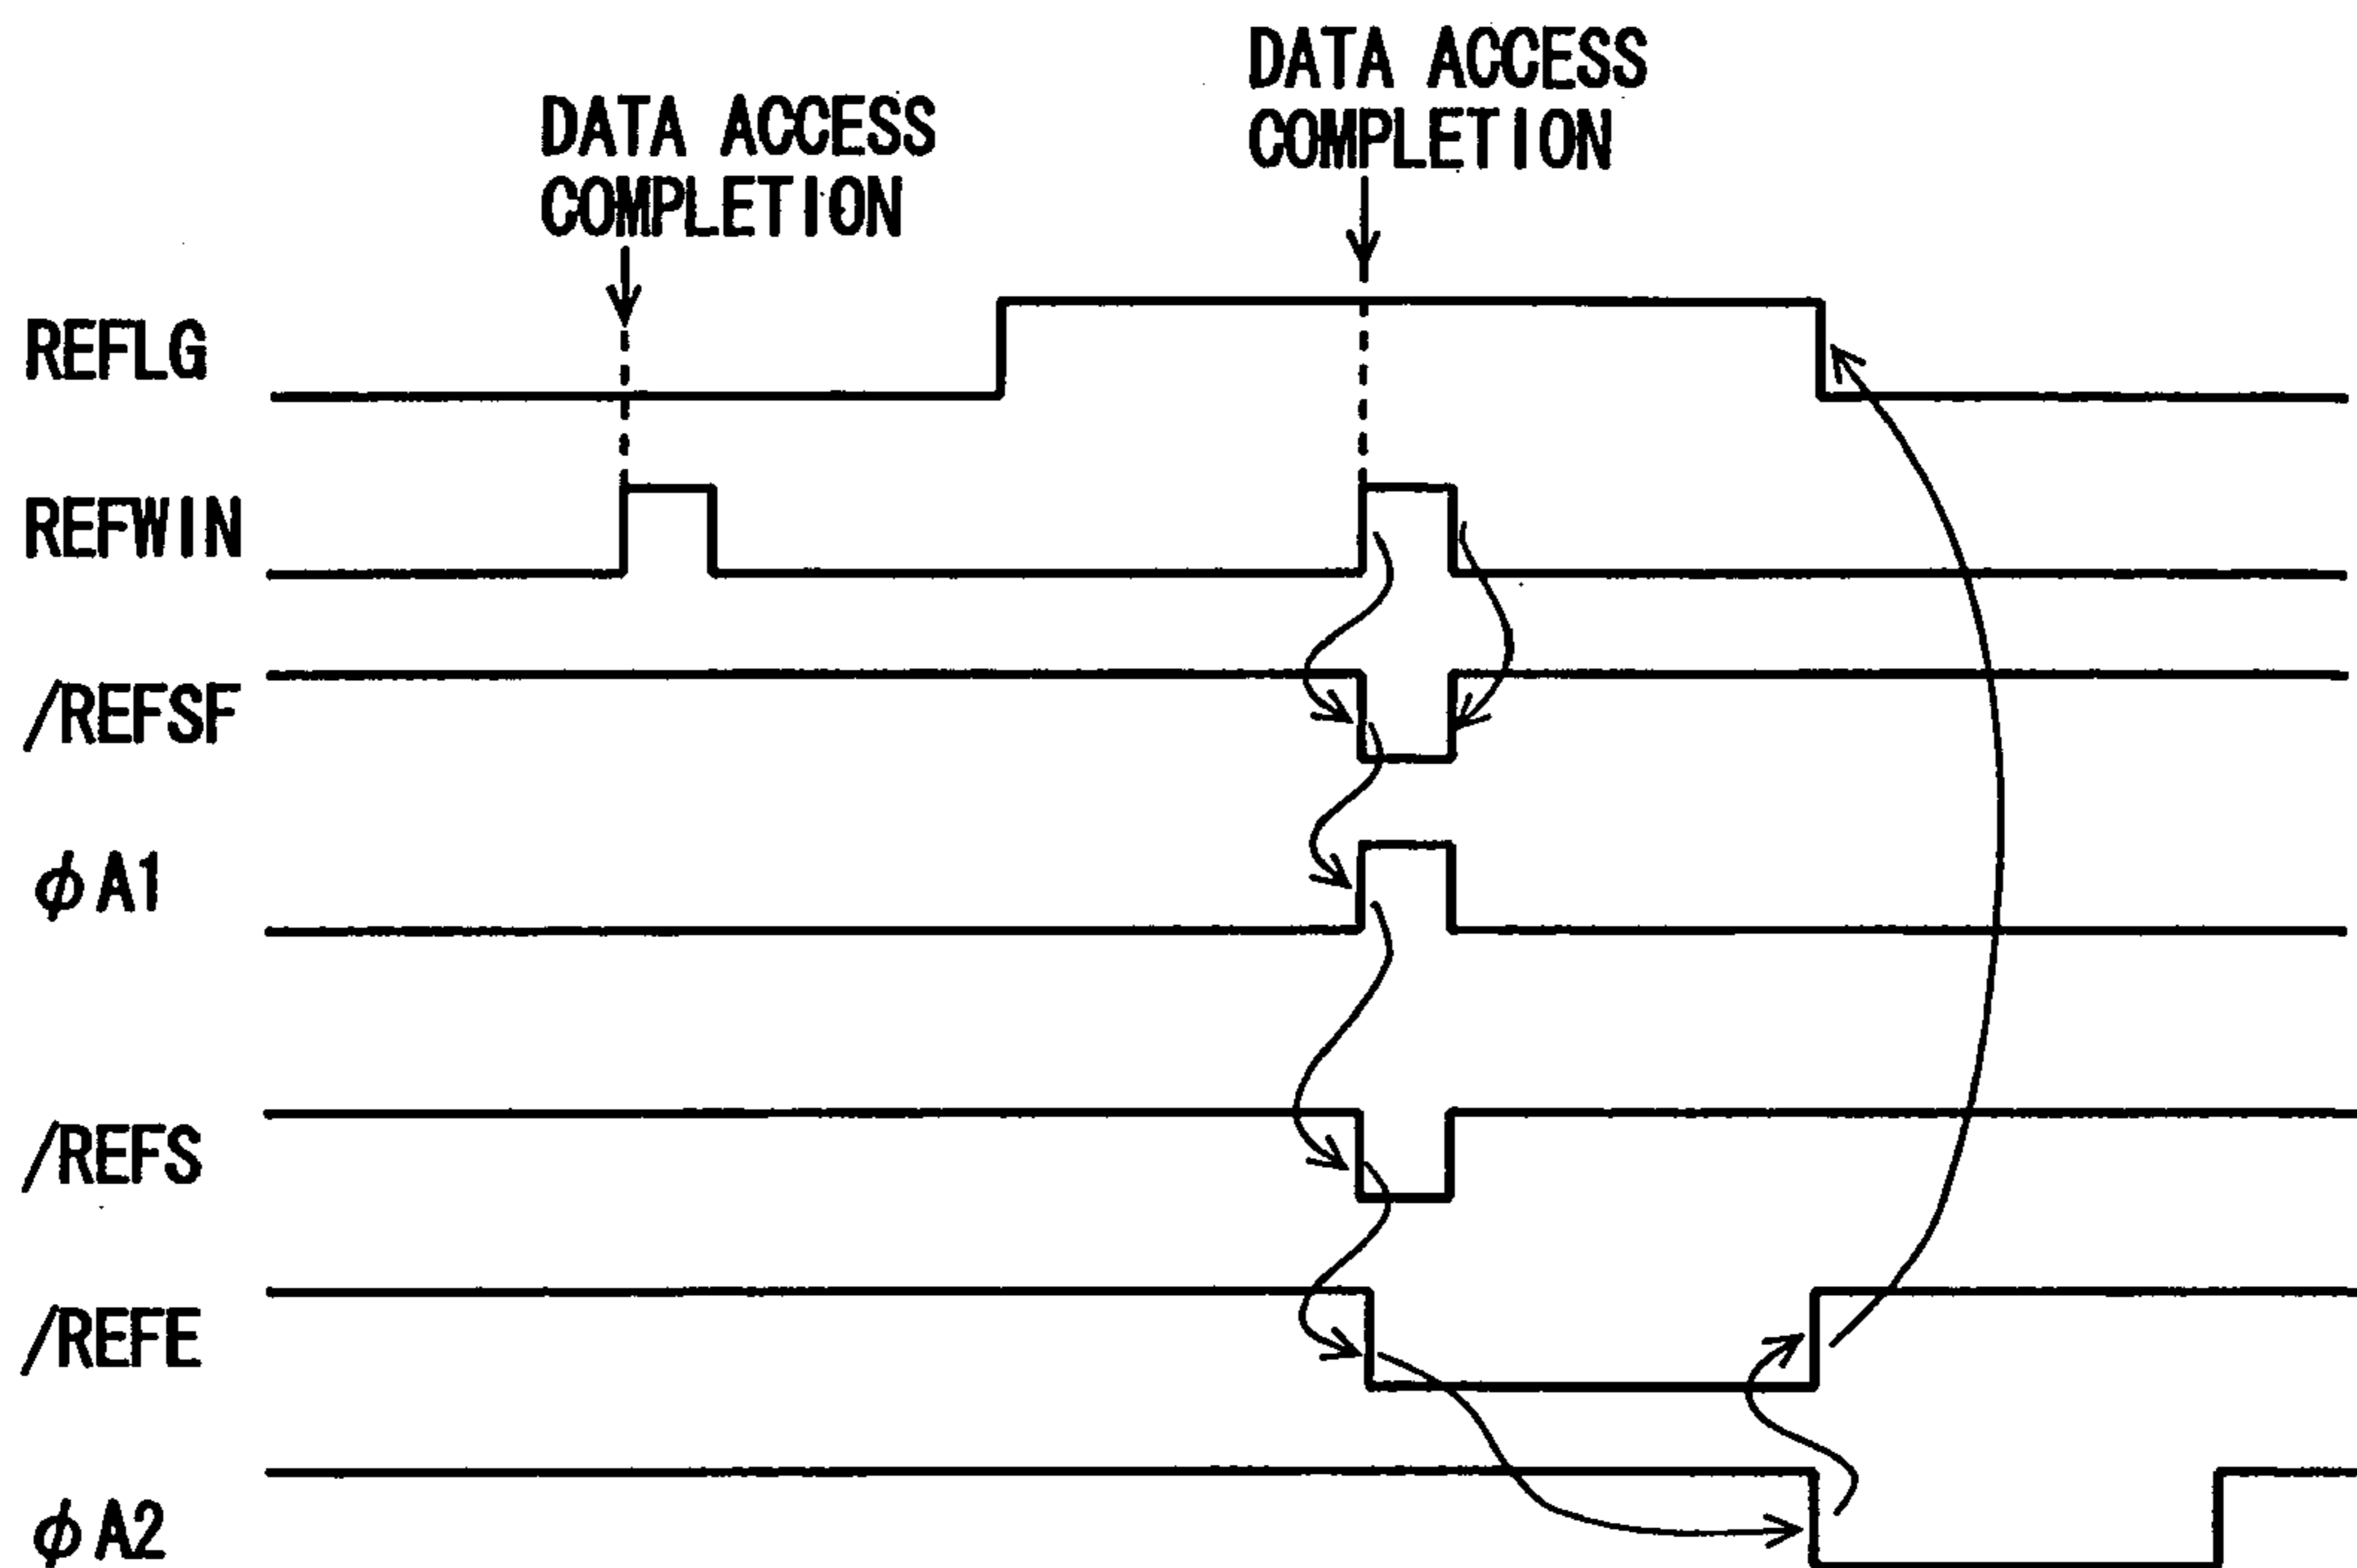 DATA ACCESS
COMPLETION
DATA ACCESS
COMPLETION
REFLG
REFWIN
/REFSF
ϕA1
/REFS
/REFE
ϕA2